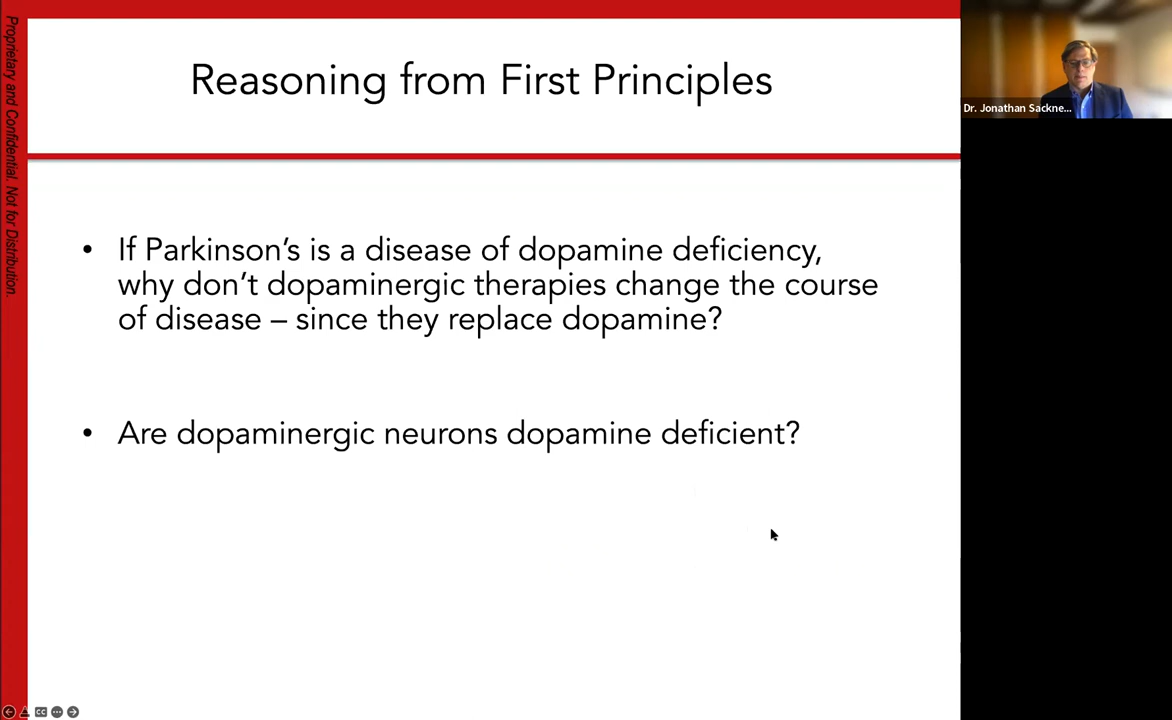 Proprietary and Confidential. Not for Distribution.
Reasoning from First Principles
Dr. Jonathan Sackne...
• If Parkinson’s is a disease of dopamine deficiency,
why don’t dopaminergic therapies change the course
of disease – since they replace dopamine?
• Are dopaminergic neurons dopamine deficient?
CC